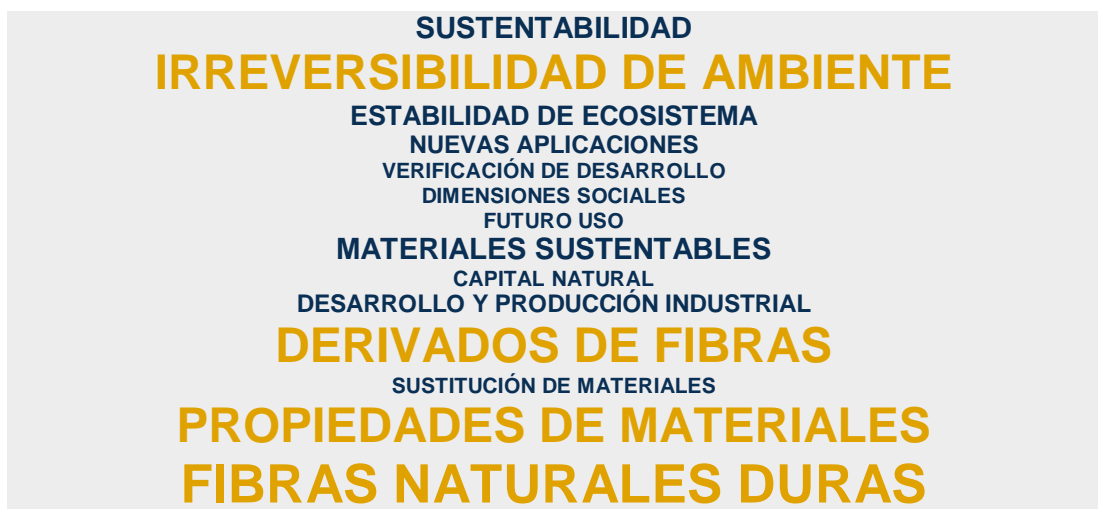 SUSTENTABILIDAD
IRREVERSIBILIDAD DE AMBIENTE
ESTABILIDAD DE ECOSISTEMA
NUEVAS APLICACIONES
VERIFICACIÓN DE DESARROLLO
DIMENSIONES SOCIALES
FUTURO USO
MATERIALES SUSTENTABLES
CAPITAL NATURAL
DESARROLLO Y PRODUCCIÓN INDUSTRIAL
DERIVADOS DE FIBRAS
SUSTITUCIÓN DE MATERIALES
PROPIEDADES DE MATERIALES
FIBRAS NATURALES DURAS